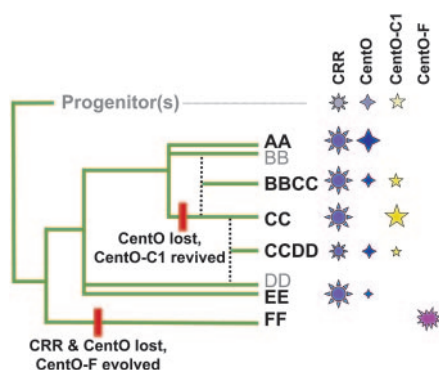 CRR
CentO
CentO-C1
CentO-F
Progenitor(s)
AA
BB
BBCC
CC
CentO lost,
CentO-C1 revived
CCDD
DD
EE
FF
CRR & CentO lost,
CentO-F evolved